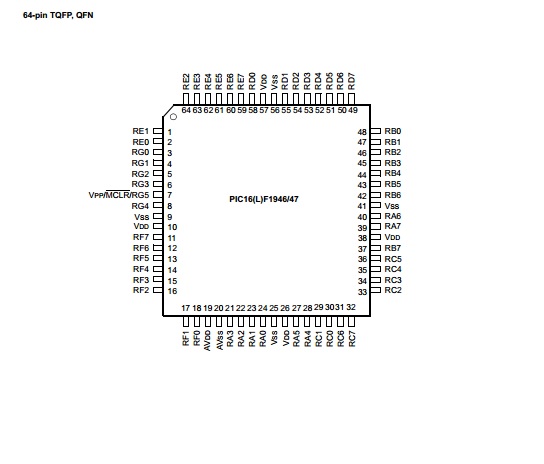 64-pin TQFP, QFN
RE2 RE3 RE4 RE5 RE6 RE7 RD0 VDD VSS RD1 RD2 RD3 RD4 RD5 RD6 RD7
64 63 62 61 60 59 58 57 56 55 54 53 52 51 50 49
RE1 1 48 RB0
RE0 2 47 RB1
RG0 3 46 RB2
RG1 4 45 RB3
RG2 5 44 RB4
RG3 6 43 RB5
VPP/MCLR/RG5 7 42 RB6
RG4 8 41 VSS
VSS 9 40 RA6
VDD 10 39 RA7
RF7 11 38 VDD
RF6 12 37 RB7
RF5 13 36 RC5
RF4 14 35 RC4
RF3 15 34 RC3
RF2 16 33 RC2
PIC16(L)F1946/47
17 18 19 20 21 22 23 24 25 26 27 28 29 30 31 32
RF1 RF0 AVDD AVSS RA3 RA2 RA1 RA0 VSS VDD RA5 RA4 RC1 RC0 RC6 RC7